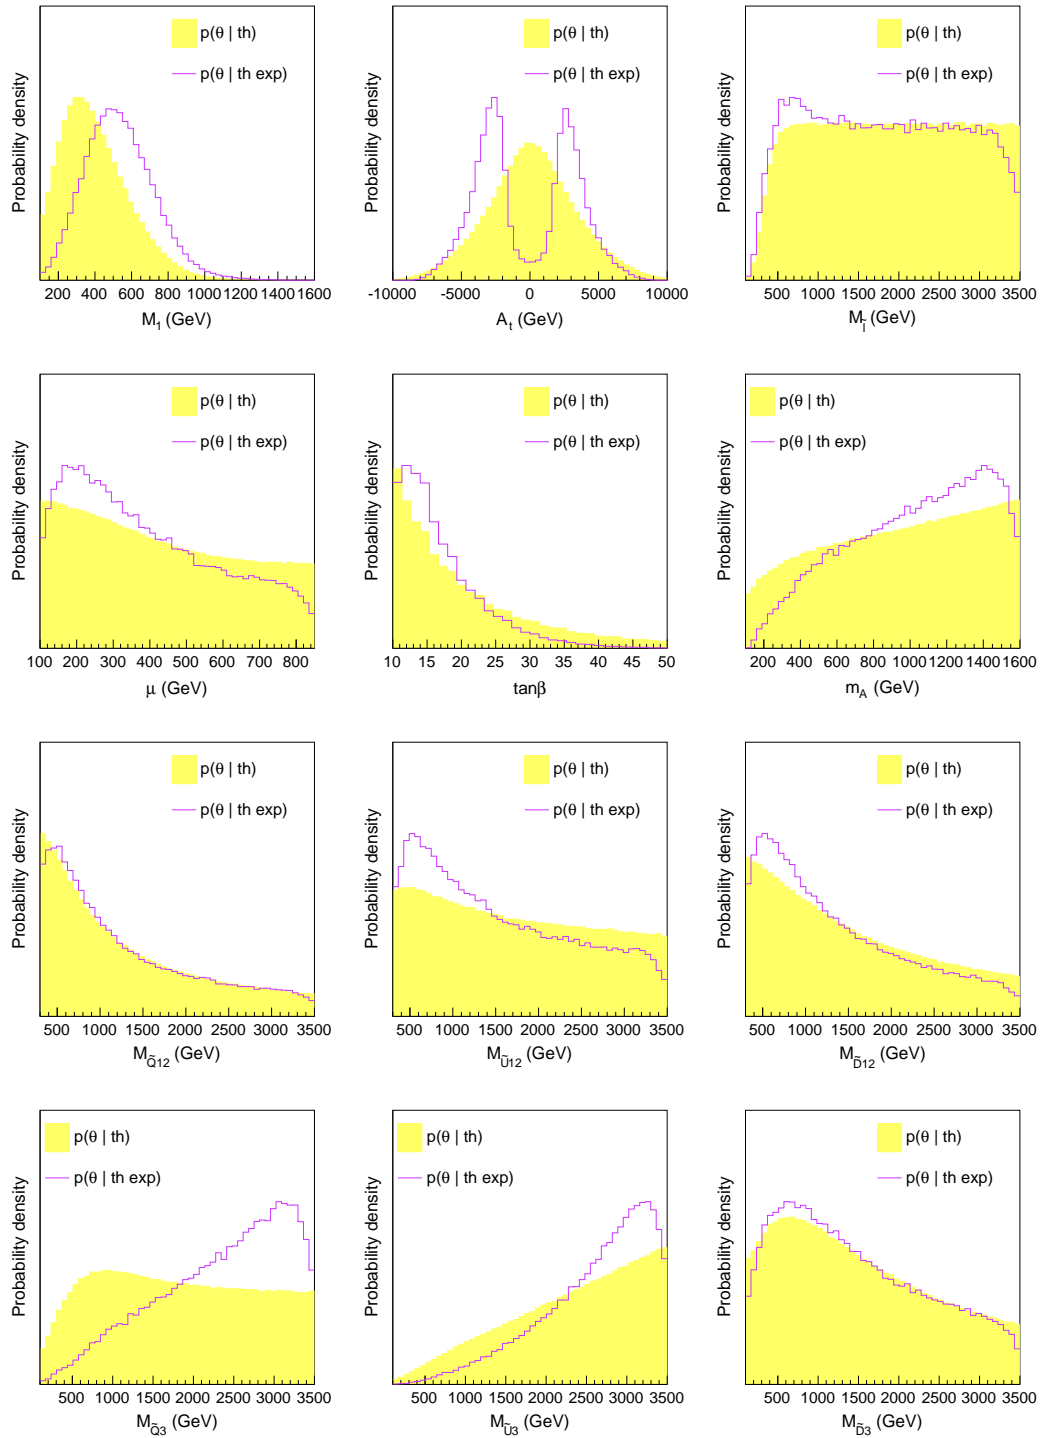 p(θ | th)
p(θ | th exp)
Probability density
200 400 600 800 1000 1200 1400 1600
M1 (GeV)
p(θ | th)
p(θ | th exp)
Probability density
-10000 -5000 0 5000 10000
At (GeV)
p(θ | th)
p(θ | th exp)
Probability density
500 1000 1500 2000 2500 3000 3500
Ml̃ (GeV)
p(θ | th)
p(θ | th exp)
Probability density
100 200 300 400 500 600 700 800
μ (GeV)
p(θ | th)
p(θ | th exp)
Probability density
10 15 20 25 30 35 40 45 50
tanβ
p(θ | th)
p(θ | th exp)
Probability density
200 400 600 800 1000 1200 1400 1600
mA (GeV)
p(θ | th)
p(θ | th exp)
Probability density
500 1000 1500 2000 2500 3000 3500
MQ̃12 (GeV)
p(θ | th)
p(θ | th exp)
Probability density
500 1000 1500 2000 2500 3000 3500
MŨ12 (GeV)
p(θ | th)
p(θ | th exp)
Probability density
500 1000 1500 2000 2500 3000 3500
MD̃12 (GeV)
p(θ | th)
p(θ | th exp)
Probability density
500 1000 1500 2000 2500 3000 3500
MQ̃3 (GeV)
p(θ | th)
p(θ | th exp)
Probability density
500 1000 1500 2000 2500 3000 3500
MŨ3 (GeV)
p(θ | th)
p(θ | th exp)
Probability density
500 1000 1500 2000 2500 3000 3500
MD̃3 (GeV)